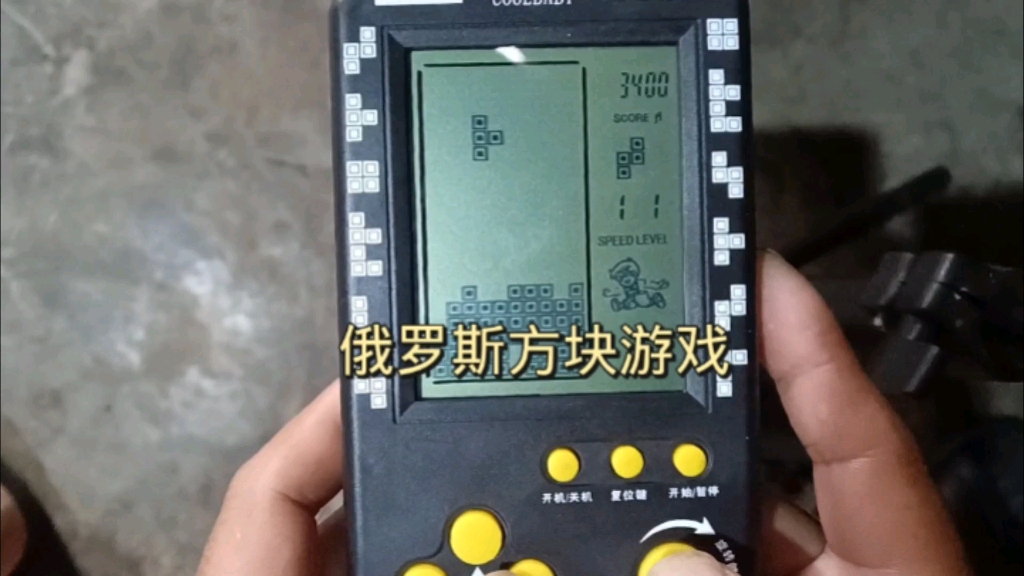 3400
SCORE
1 1
SPEED LEVEL
俄罗斯方块游戏
开机/关机 复位键 开始/暂停